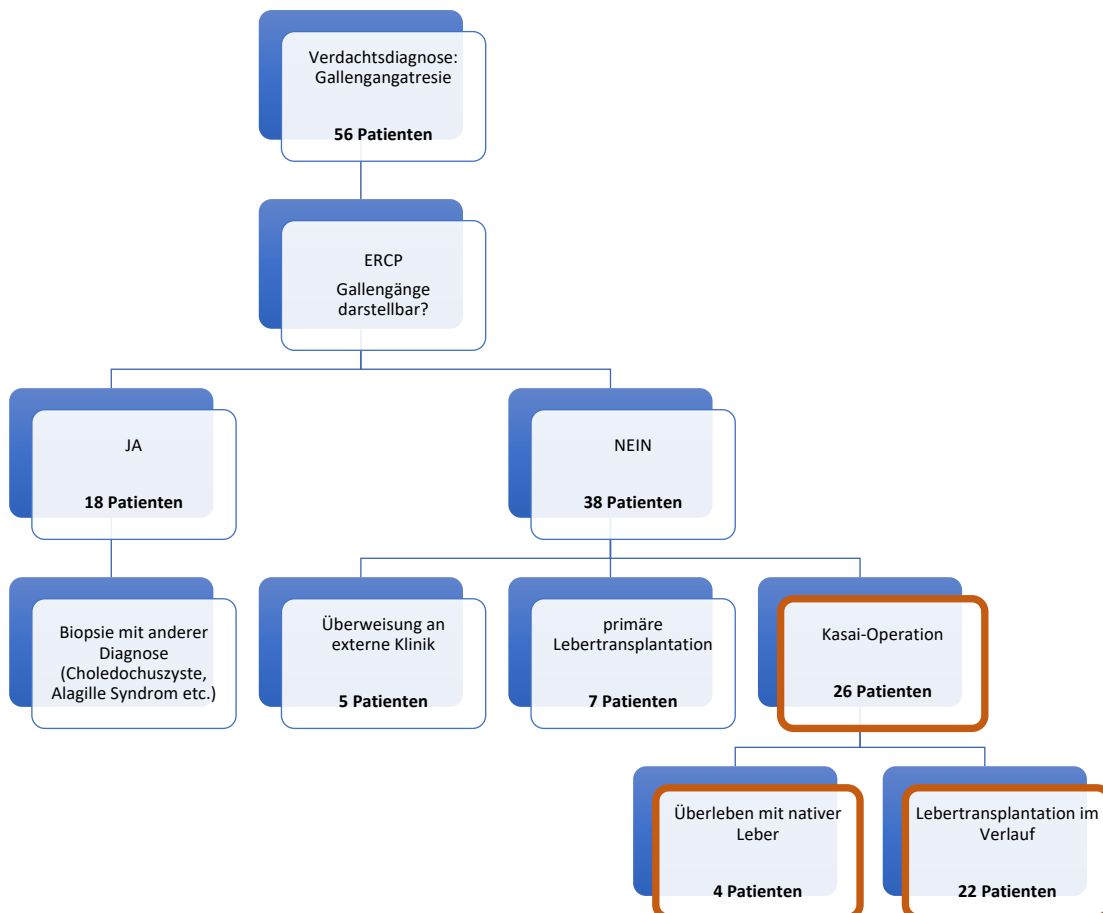 Verdachtsdiagnose:
Gallengangatresie
56 Patienten
ERCP
Gallengänge
darstellbar?
JA
18 Patienten
NEIN
38 Patienten
Biopsie mit anderer
Diagnose
(Choledochuszyste,
Alagille Syndrom etc.)
Überweisung an
externe Klinik
5 Patienten
primäre
Lebertransplantation
7 Patienten
Kasai-Operation
26 Patienten
Überleben mit nativer
Leber
4 Patienten
Lebertransplantation im
Verlauf
22 Patienten